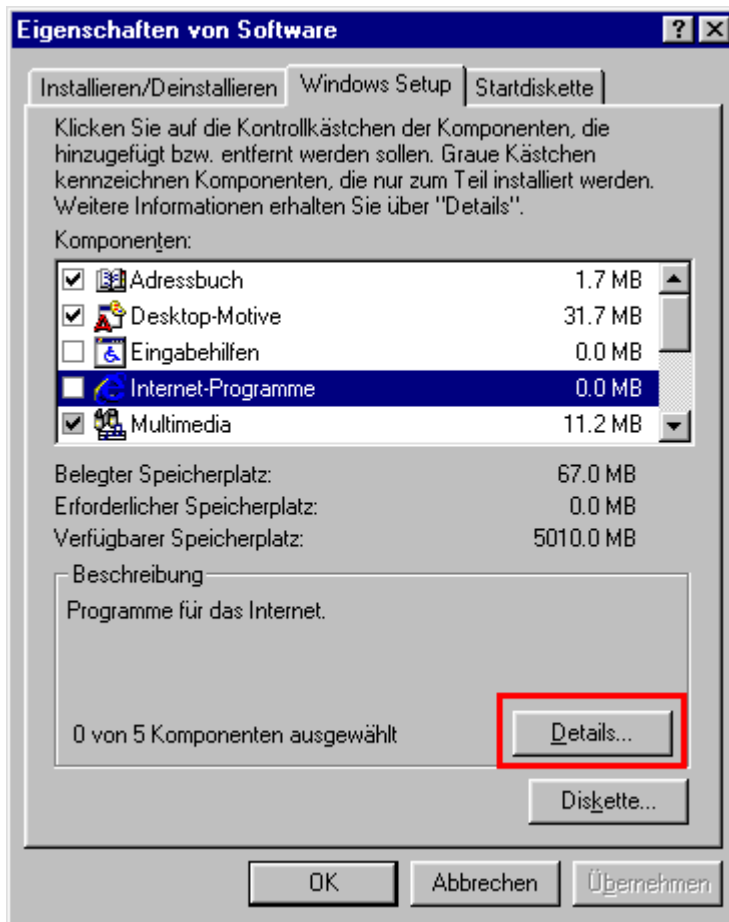 Eigenschaften von Software
Installieren/Deinstallieren Windows Setup Startdiskette
Klicken Sie auf die Kontrollkästchen der Komponenten, die
hinzugefügt bzw. entfernt werden sollen. Graue Kästchen
kennzeichnen Komponenten, die nur zum Teil installiert werden.
Weitere Informationen erhalten Sie über "Details".
Komponenten:
Adressbuch 1.7 MB
Desktop-Motive 31.7 MB
Eingabehilfen 0.0 MB
Internet-Programme 0.0 MB
Multimedia 11.2 MB
Belegter Speicherplatz: 67.0 MB
Erforderlicher Speicherplatz: 0.0 MB
Verfügbarer Speicherplatz: 5010.0 MB
Beschreibung
Programme für das Internet.
0 von 5 Komponenten ausgewählt Details...
Diskette...
OK Abbrechen Übernehmen